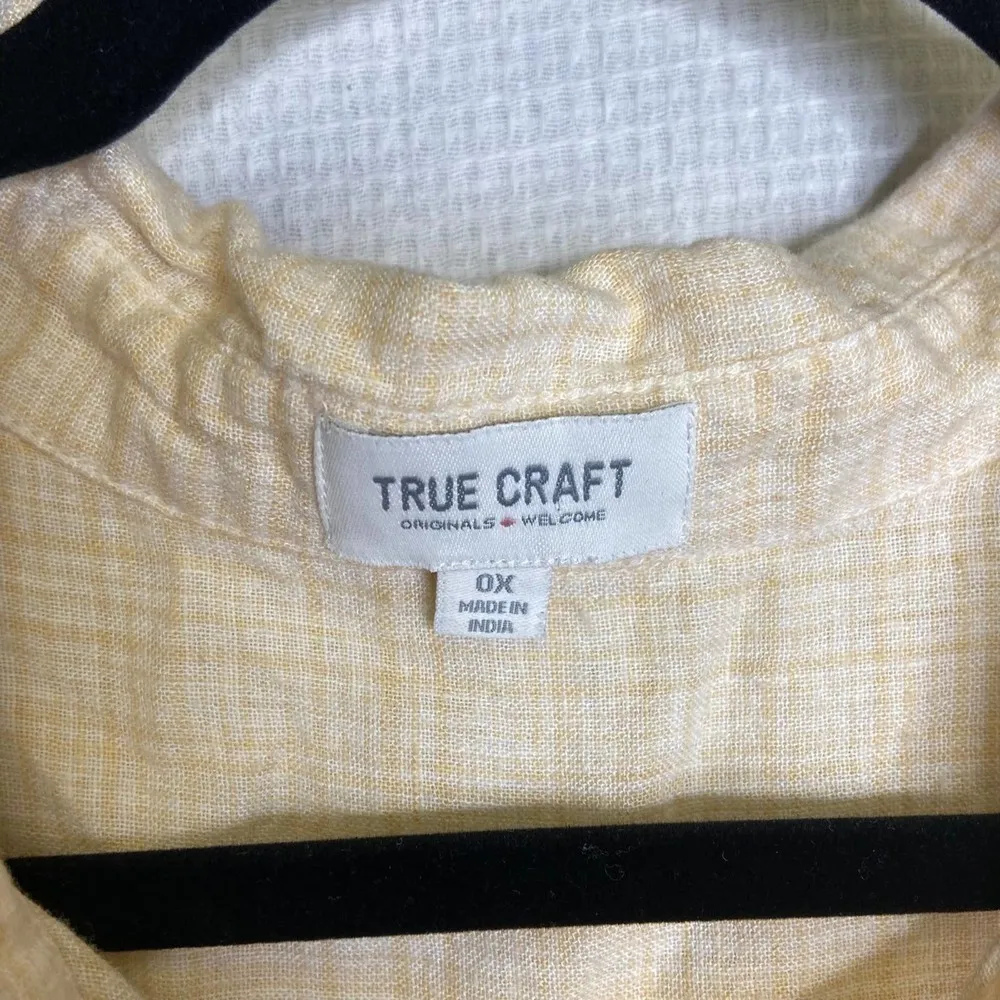 TRUE CRAFT
ORIGINALS WELCOME
0X
MADE IN
INDIA